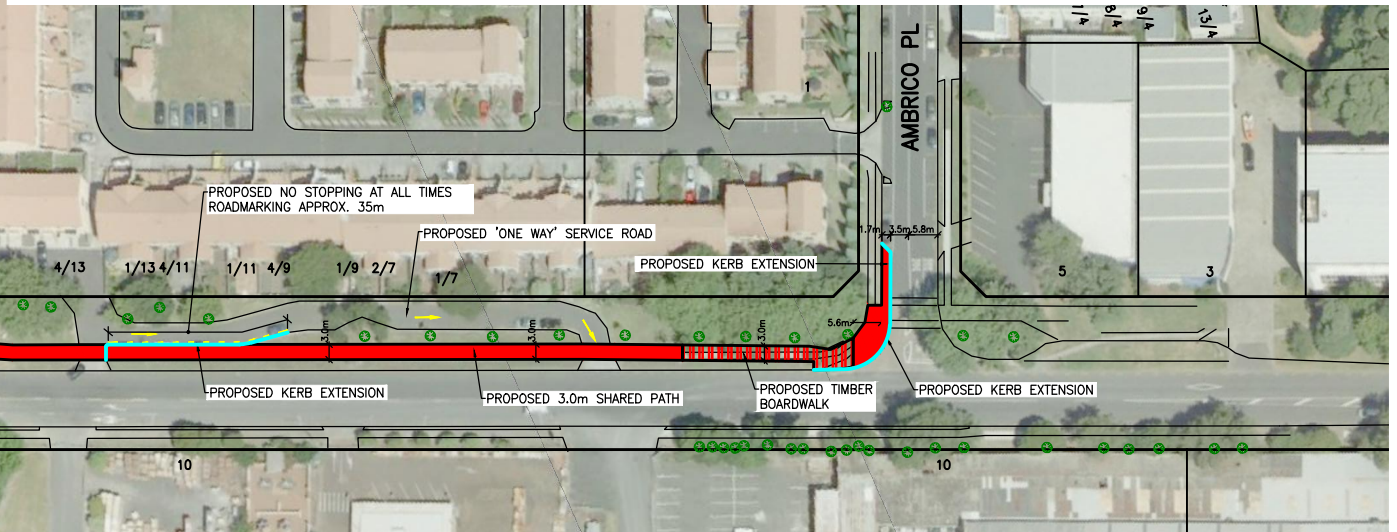 1/4
8/4
9/4
13/4
1
AMBRICO PL
PROPOSED NO STOPPING AT ALL TIMES
ROADMARKING APPROX. 35m
PROPOSED 'ONE WAY' SERVICE ROAD
1.7m
3.5m
5.8m
PROPOSED KERB EXTENSION
4/13
1/13
4/11
1/11
4/9
1/9
2/7
1/7
5
3
5.6m
3.0m
3.0m
3.0m
PROPOSED KERB EXTENSION
PROPOSED 3.0m SHARED PATH
PROPOSED TIMBER
BOARDWALK
PROPOSED KERB EXTENSION
10
10